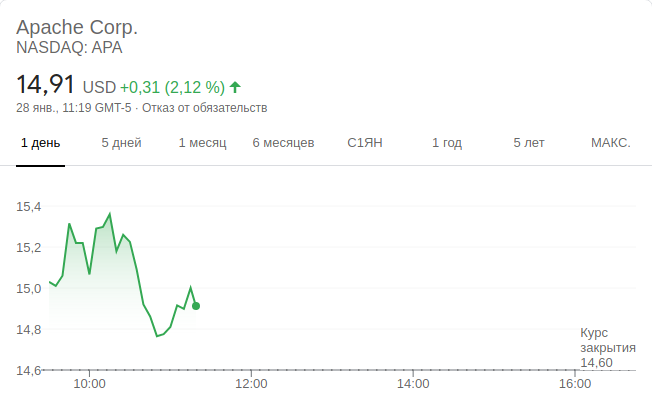 Apache Corp.
NASDAQ: APA
14,91 USD +0,31 (2,12 %)
28 янв., 11:19 GMT-5 · Отказ от обязательств
1 день 5 дней 1 месяц 6 месяцев С1ЯН 1 год 5 лет МАКС.
15,4
15,2
15,0
14,8
Курс
закрытия
14,60
14,6
10:00 12:00 14:00 16:00